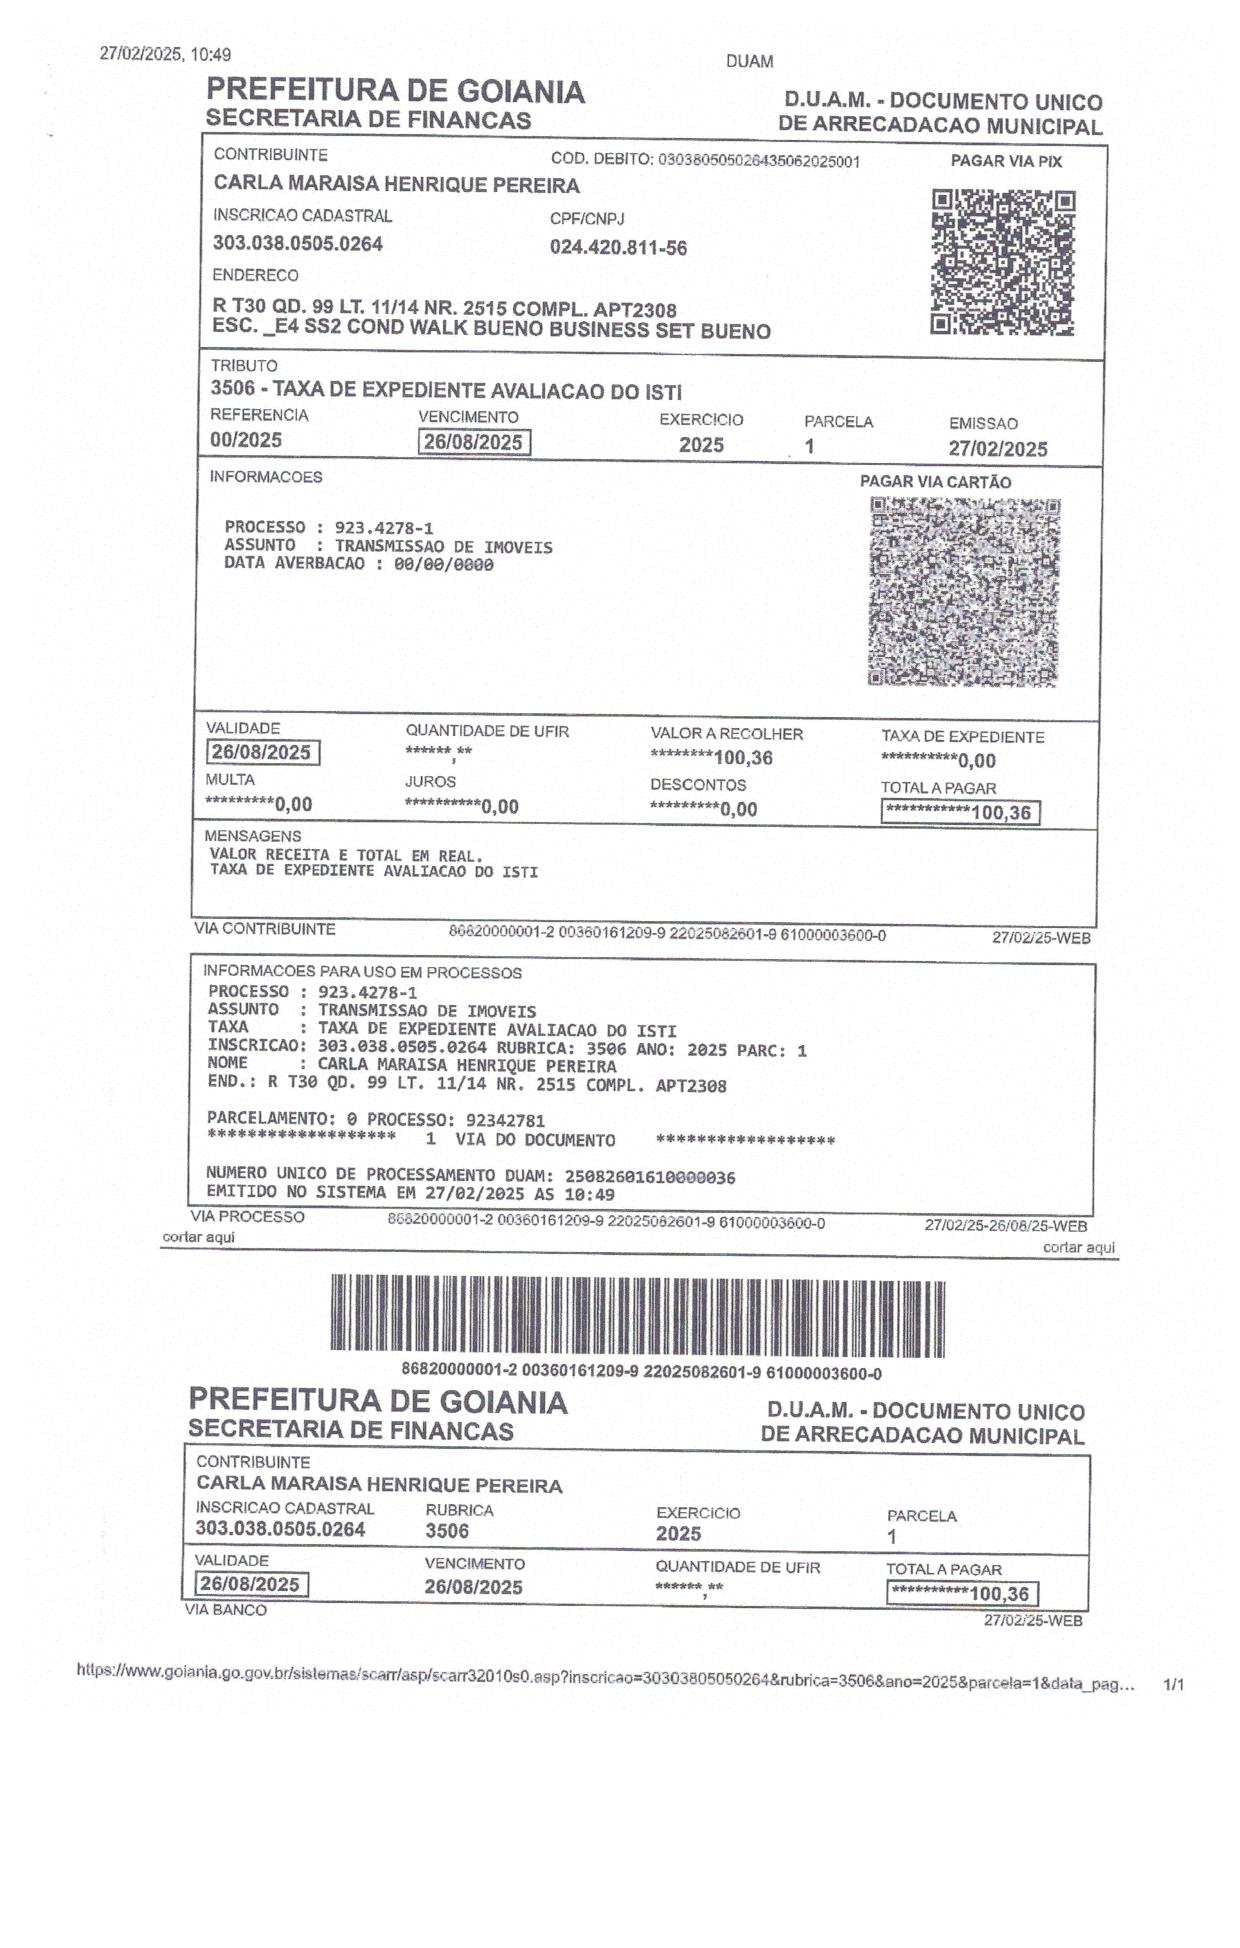 27/02/2025, 10:49
DUAM
PREFEITURA DE GOIANIA
SECRETARIA DE FINANCAS
D.U.A.M. - DOCUMENTO UNICO
DE ARRECADACAO MUNICIPAL
CONTRIBUINTE
COD. DEBITO: 030380505026435062025001
PAGAR VIA PIX
CARLA MARAISA HENRIQUE PEREIRA
INSCRICAO CADASTRAL
CPF/CNPJ
303.038.0505.0264
024.420.811-56
ENDERECO
R T30 QD. 99 LT. 11/14 NR. 2515 COMPL. APT2308
ESC. _E4 SS2 COND WALK BUENO BUSINESS SET BUENO
TRIBUTO
3506 - TAXA DE EXPEDIENTE AVALIACAO DO ISTI
REFERENCIA VENCIMENTO EXERCICIO PARCELA EMISSAO
00/2025 26/08/2025 2025 1 27/02/2025
INFORMACOES
PAGAR VIA CARTÃO
PROCESSO : 923.4278-1
ASSUNTO : TRANSMISSAO DE IMOVEIS
DATA AVERBACAO : 00/00/0000
VALIDADE QUANTIDADE DE UFIR VALOR A RECOLHER TAXA DE EXPEDIENTE
26/08/2025 ******,** ********100,36 **********0,00
MULTA JUROS DESCONTOS TOTAL A PAGAR
*********0,00 **********0,00 *********0,00 ***********100,36
MENSAGENS
VALOR RECEITA E TOTAL EM REAL.
TAXA DE EXPEDIENTE AVALIACAO DO ISTI
VIA CONTRIBUINTE 86820000001-2 00360161209-9 22025082601-9 61000003600-0 27/02/25-WEB
INFORMACOES PARA USO EM PROCESSOS
PROCESSO : 923.4278-1
ASSUNTO : TRANSMISSAO DE IMOVEIS
TAXA : TAXA DE EXPEDIENTE AVALIACAO DO ISTI
INSCRICAO: 303.038.0505.0264 RUBRICA: 3506 ANO: 2025 PARC: 1
NOME : CARLA MARAISA HENRIQUE PEREIRA
END.: R T30 QD. 99 LT. 11/14 NR. 2515 COMPL. APT2308
PARCELAMENTO: 0 PROCESSO: 92342781
******************* 1 VIA DO DOCUMENTO ******************
NUMERO UNICO DE PROCESSAMENTO DUAM: 25082601610000036
EMITIDO NO SISTEMA EM 27/02/2025 AS 10:49
VIA PROCESSO 86820000001-2 00360161209-9 22025082601-9 61000003600-0 27/02/25-26/08/25-WEB
cortar aqui
cortar aqui
86820000001-2 00360161209-9 22025082601-9 61000003600-0
PREFEITURA DE GOIANIA
SECRETARIA DE FINANCAS
D.U.A.M. - DOCUMENTO UNICO
DE ARRECADACAO MUNICIPAL
CONTRIBUINTE
CARLA MARAISA HENRIQUE PEREIRA
INSCRICAO CADASTRAL RUBRICA EXERCICIO PARCELA
303.038.0505.0264 3506 2025 1
VALIDADE VENCIMENTO QUANTIDADE DE UFIR TOTAL A PAGAR
26/08/2025 26/08/2025 ******,** **********100,36
VIA BANCO
27/02/25-WEB
https://www.goiania.go.gov.br/sistemas/scarr/asp/scarr32010s0.asp?inscricao=30303805050264&rubrica=3506&ano=2025&parcela=1&data_pag... 1/1